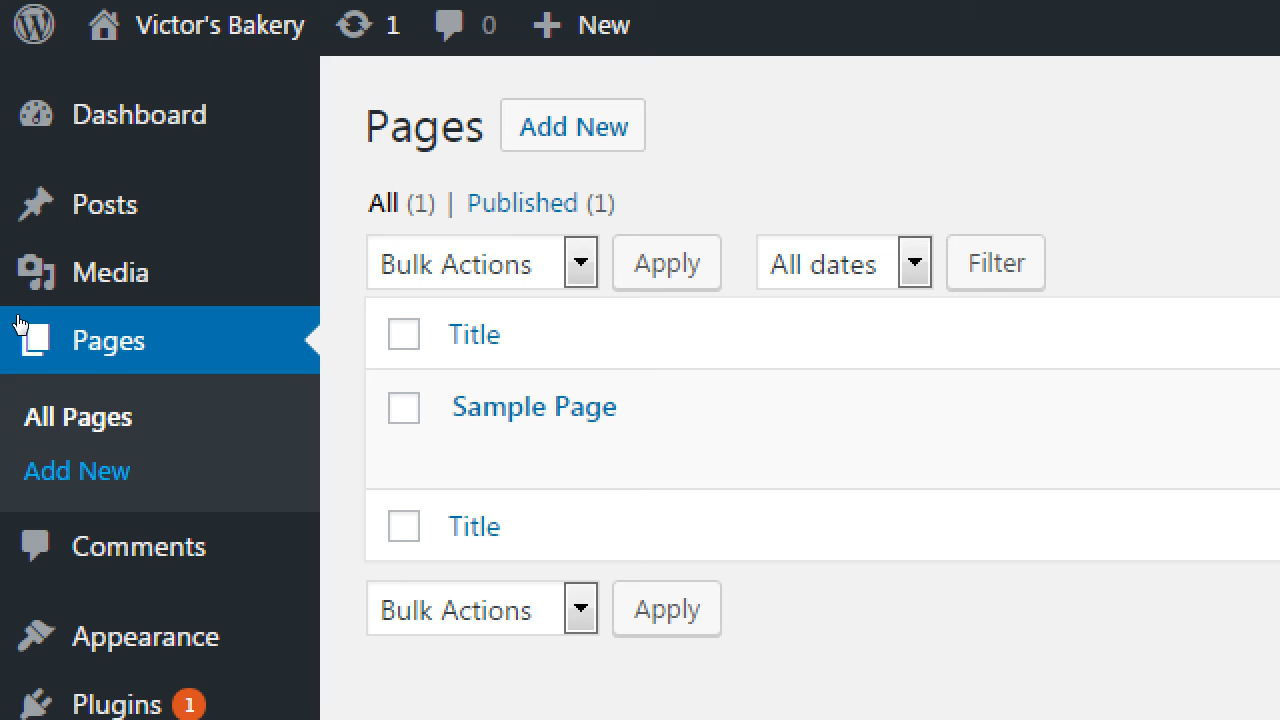 Victor's Bakery 1 0 New
Dashboard
Posts
Media
Pages
All Pages
Add New
Comments
Appearance
Plugins 1
Pages Add New
All (1) | Published (1)
Bulk Actions Apply All dates Filter
Title
Sample Page
Title
Bulk Actions Apply